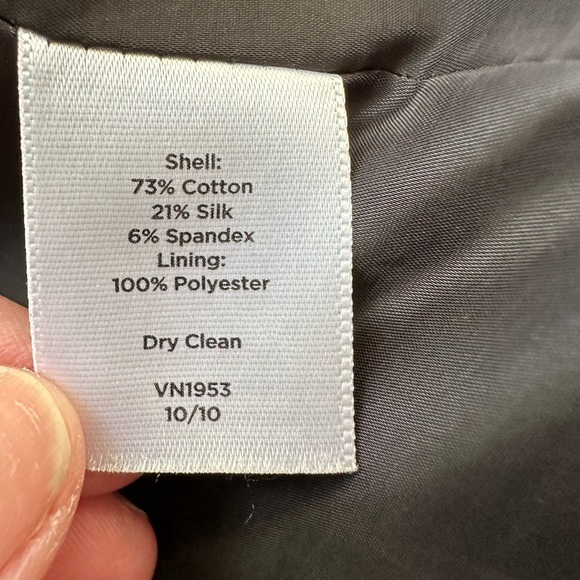 Shell:
73% Cotton
21% Silk
6% Spandex
Lining:
100% Polyester
Dry Clean
VN1953
10/10